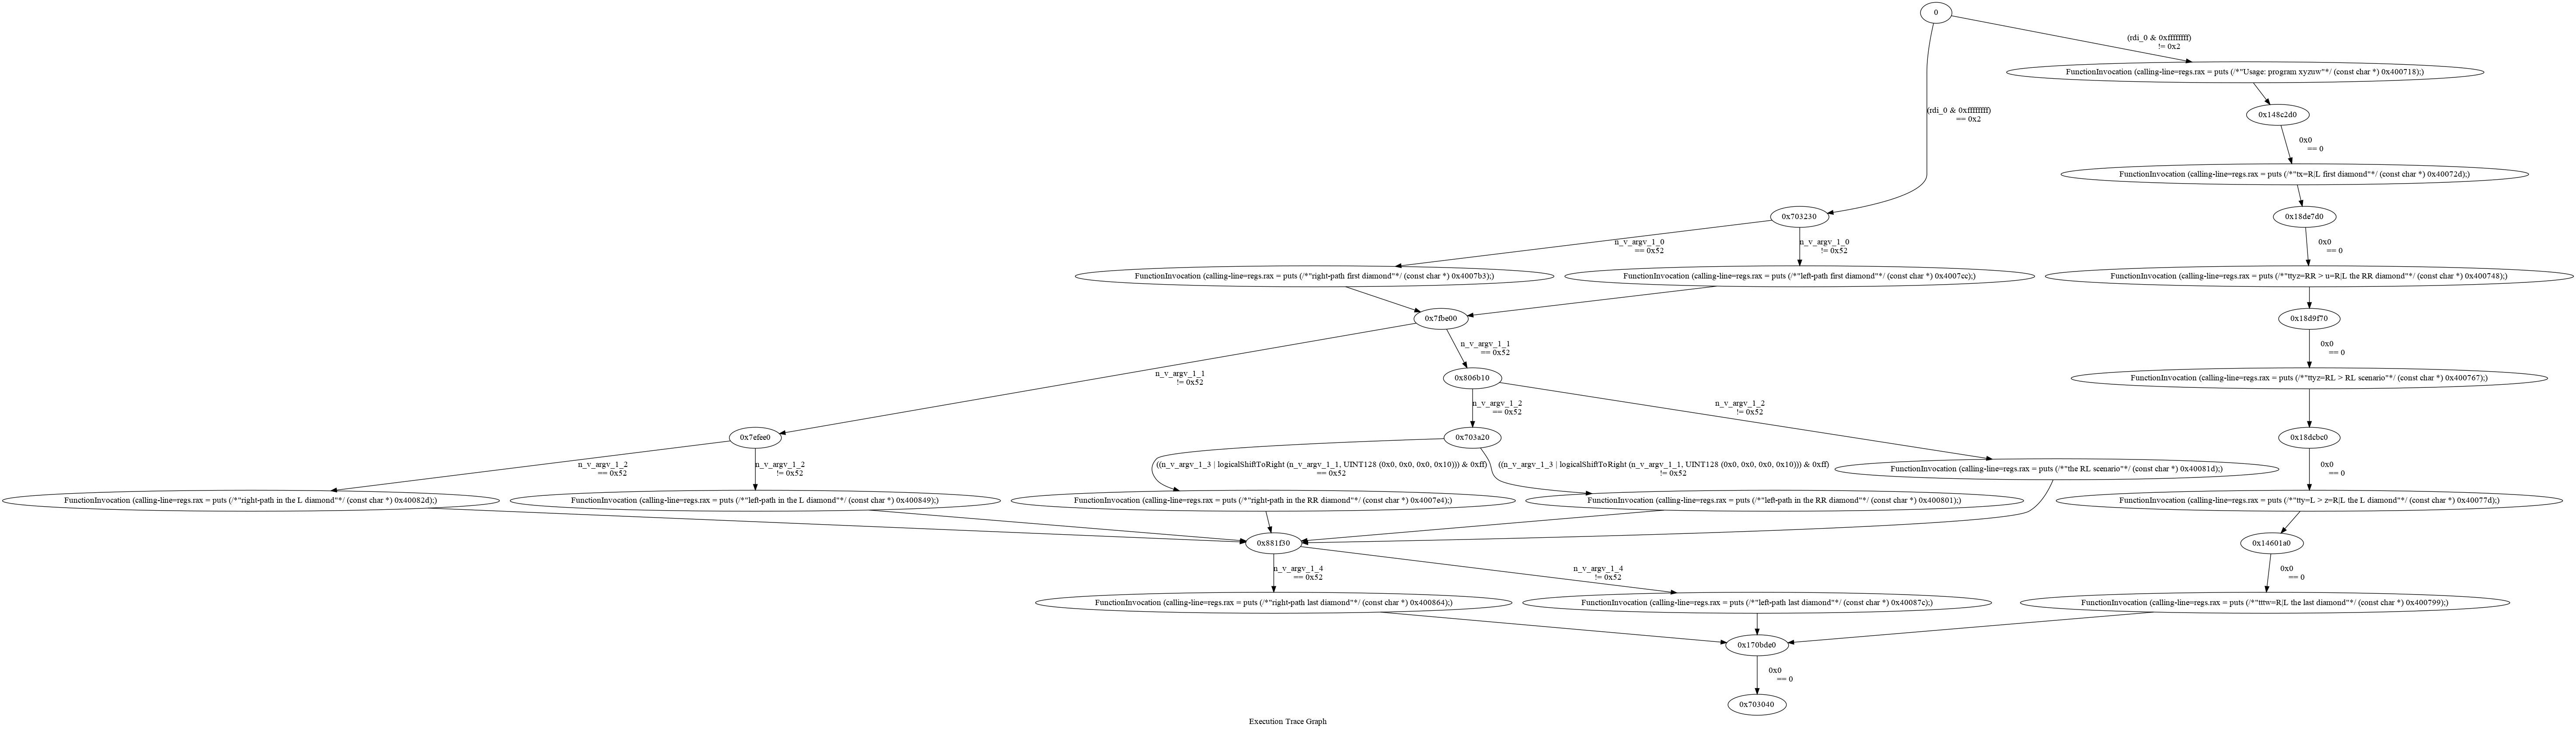 0
(rdi_0 & 0xffffffff)
!= 0x2
FunctionInvocation (calling-line=regs.rax = puts (/*"Usage: program xyzuw"*/ (const char *) 0x400718);)
0x148c2d0
(rdi_0 & 0xffffffff)
== 0x2
0x0
== 0
FunctionInvocation (calling-line=regs.rax = puts (/*"tx=R|L first diamond"*/ (const char *) 0x40072d);)
0x703230
0x18de7d0
n_v_argv_1_0
== 0x52
n_v_argv_1_0
!= 0x52
0x0
== 0
FunctionInvocation (calling-line=regs.rax = puts (/*"right-path first diamond"*/ (const char *) 0x4007b3);)
FunctionInvocation (calling-line=regs.rax = puts (/*"left-path first diamond"*/ (const char *) 0x4007cc);)
FunctionInvocation (calling-line=regs.rax = puts (/*"ttyz=RR > u=R|L the RR diamond"*/ (const char *) 0x400748);)
0x7fbe00
0x18d9f70
n_v_argv_1_1
!= 0x52
n_v_argv_1_1
== 0x52
0x0
== 0
0x806b10
FunctionInvocation (calling-line=regs.rax = puts (/*"ttyz=RL > RL scenario"*/ (const char *) 0x400767);)
n_v_argv_1_2
== 0x52
n_v_argv_1_2
!= 0x52
0x7efee0
0x703a20
0x18dcbc0
n_v_argv_1_2
== 0x52
n_v_argv_1_2
!= 0x52
((n_v_argv_1_3 | logicalShiftToRight (n_v_argv_1_1, UINT128 (0x0, 0x0, 0x0, 0x10))) & 0xff)
== 0x52
((n_v_argv_1_3 | logicalShiftToRight (n_v_argv_1_1, UINT128 (0x0, 0x0, 0x0, 0x10))) & 0xff)
!= 0x52
FunctionInvocation (calling-line=regs.rax = puts (/*"the RL scenario"*/ (const char *) 0x40081d);)
0x0
== 0
FunctionInvocation (calling-line=regs.rax = puts (/*"right-path in the L diamond"*/ (const char *) 0x40082d);)
FunctionInvocation (calling-line=regs.rax = puts (/*"left-path in the L diamond"*/ (const char *) 0x400849);)
FunctionInvocation (calling-line=regs.rax = puts (/*"right-path in the RR diamond"*/ (const char *) 0x4007e4);)
FunctionInvocation (calling-line=regs.rax = puts (/*"left-path in the RR diamond"*/ (const char *) 0x400801);)
FunctionInvocation (calling-line=regs.rax = puts (/*"tty=L > z=R|L the L diamond"*/ (const char *) 0x40077d);)
0x881f30
0x14601a0
n_v_argv_1_4
== 0x52
n_v_argv_1_4
!= 0x52
0x0
== 0
FunctionInvocation (calling-line=regs.rax = puts (/*"right-path last diamond"*/ (const char *) 0x400864);)
FunctionInvocation (calling-line=regs.rax = puts (/*"left-path last diamond"*/ (const char *) 0x40087c);)
FunctionInvocation (calling-line=regs.rax = puts (/*"tttw=R|L the last diamond"*/ (const char *) 0x400799);)
0x170bde0
0x0
== 0
0x703040
Execution Trace Graph